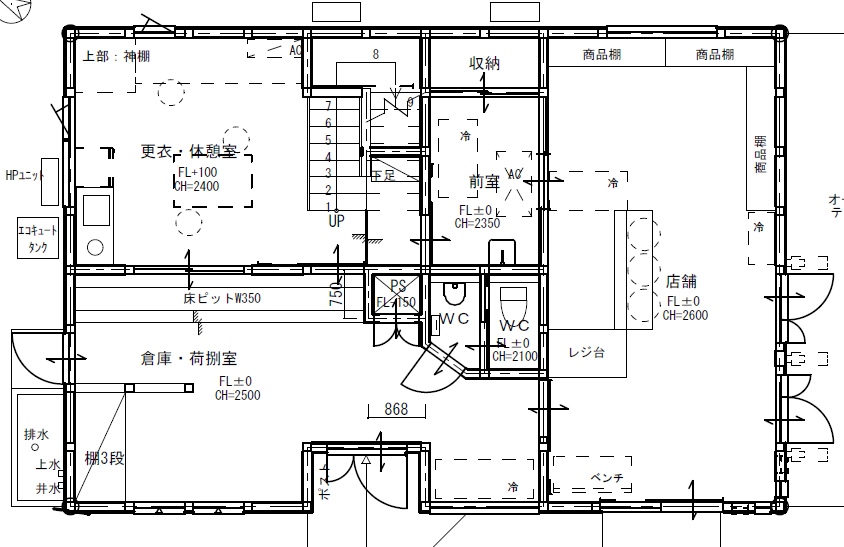 上部：神棚
AC
8
収納
商品棚
商品棚
7
6
5
4
3
2
1
9
冷
更衣・休憩室
FL+100
CH=2400
下足
前室
AC
FL±0
CH=2350
冷
商品棚
冷
HPユニット
エコキュート
タンク
UP
店舗
FL±0
CH=2600
オー
テ
床ピットW350
750
PS
FL-150
WC
WC
FL±0
CH=2100
レジ台
倉庫・荷捌室
FL±0
CH=2500
868
排水
上水
井水
棚3段
ポスト
冷
ベンチ